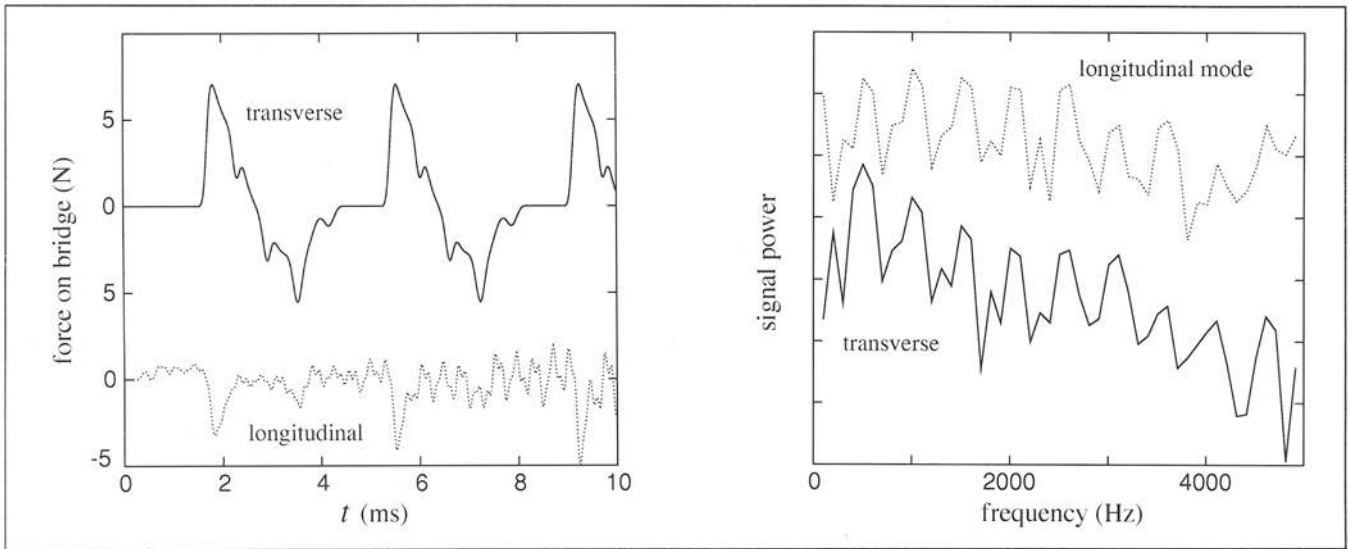 force on bridge (N)
5
0
5
0
-5
transverse
longitudinal
0
2
4
6
8
10
t (ms)
signal power
longitudinal mode
transverse
0
2000
4000
frequency (Hz)